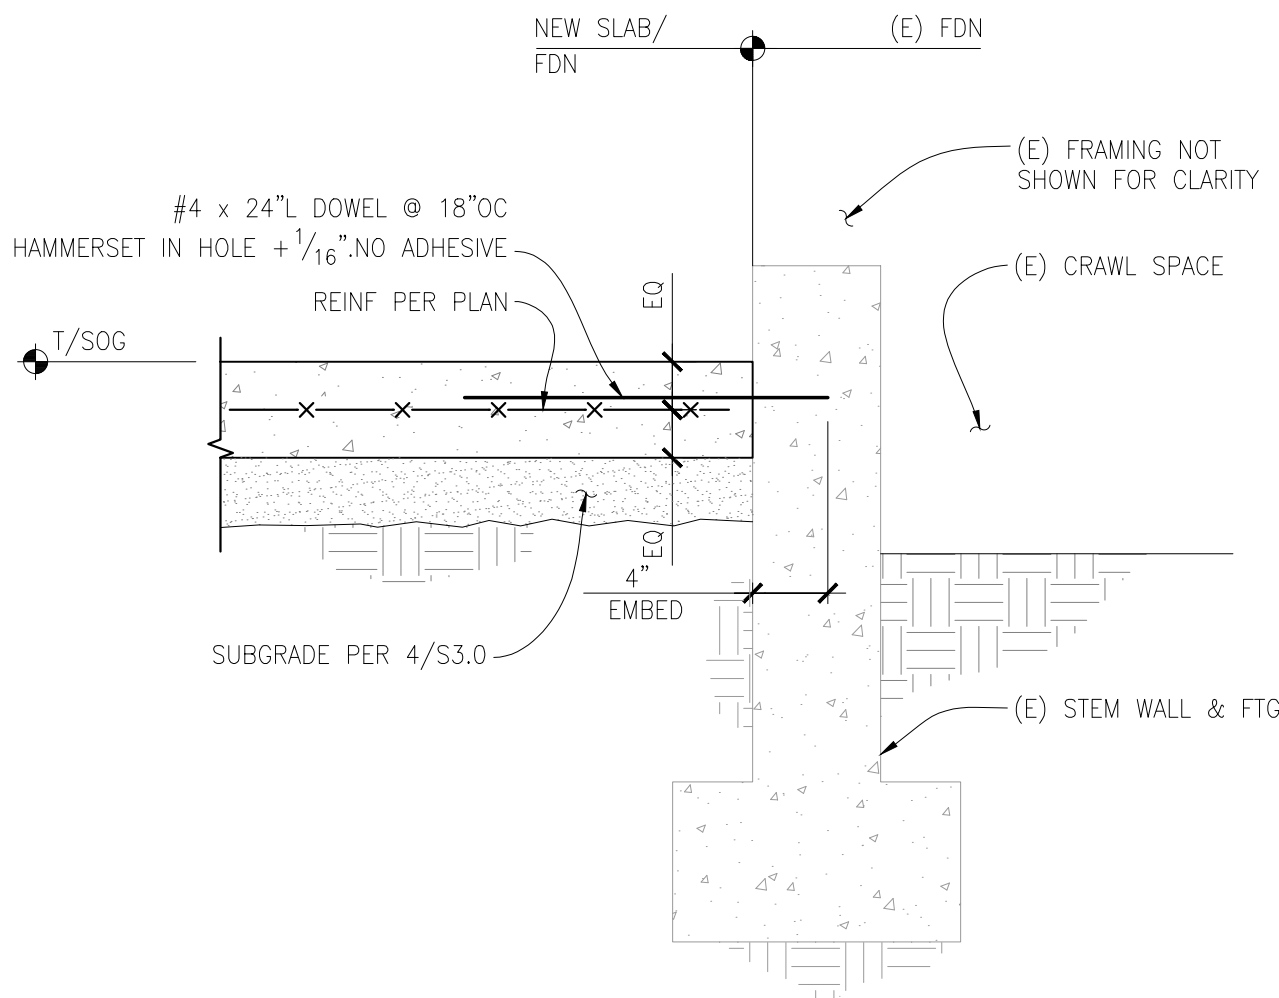 NEW SLAB/
FDN
(E) FDN
(E) FRAMING NOT
SHOWN FOR CLARITY
#4 x 24"L DOWEL @ 18"OC
HAMMERSET IN HOLE +1/16".NO ADHESIVE
REINF PER PLAN
EQ
(E) CRAWL SPACE
T/SOG
EQ
4"
EMBED
SUBGRADE PER 4/S3.0
(E) STEM WALL & FTG